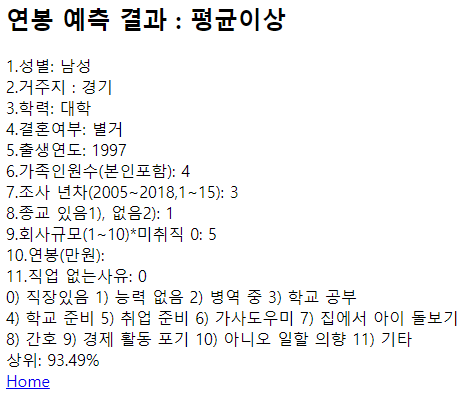 연봉 예측 결과 : 평균이상
1.성별: 남성
2.거주지 : 경기
3.학력: 대학
4.결혼여부: 별거
5.출생연도: 1997
6.가족인원수(본인포함): 4
7.조사 년차(2005~2018,1~15): 3
8.종교 있음1), 없음2): 1
9.회사규모(1~10)*미취직 0: 5
10.연봉(만원):
11.직업 없는사유: 0
0) 직장있음 1) 능력 없음 2) 병역 중 3) 학교 공부
4) 학교 준비 5) 취업 준비 6) 가사도우미 7) 집에서 아이 돌보기
8) 간호 9) 경제 활동 포기 10) 아니오 일할 의향 11) 기타
상위: 93.49%
Home